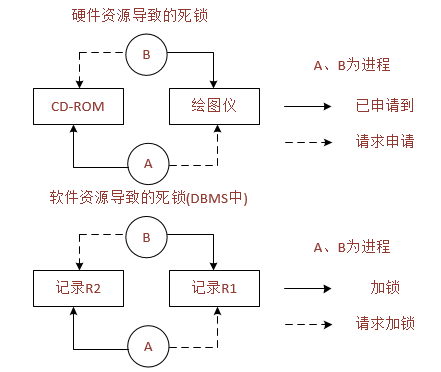 硬件资源导致的死锁
B
A、B为进程
CD-ROM
绘图仪
已申请到
A
请求申请
软件资源导致的死锁(DBMS中)
B
A、B为进程
记录R2
记录R1
加锁
A
请求加锁